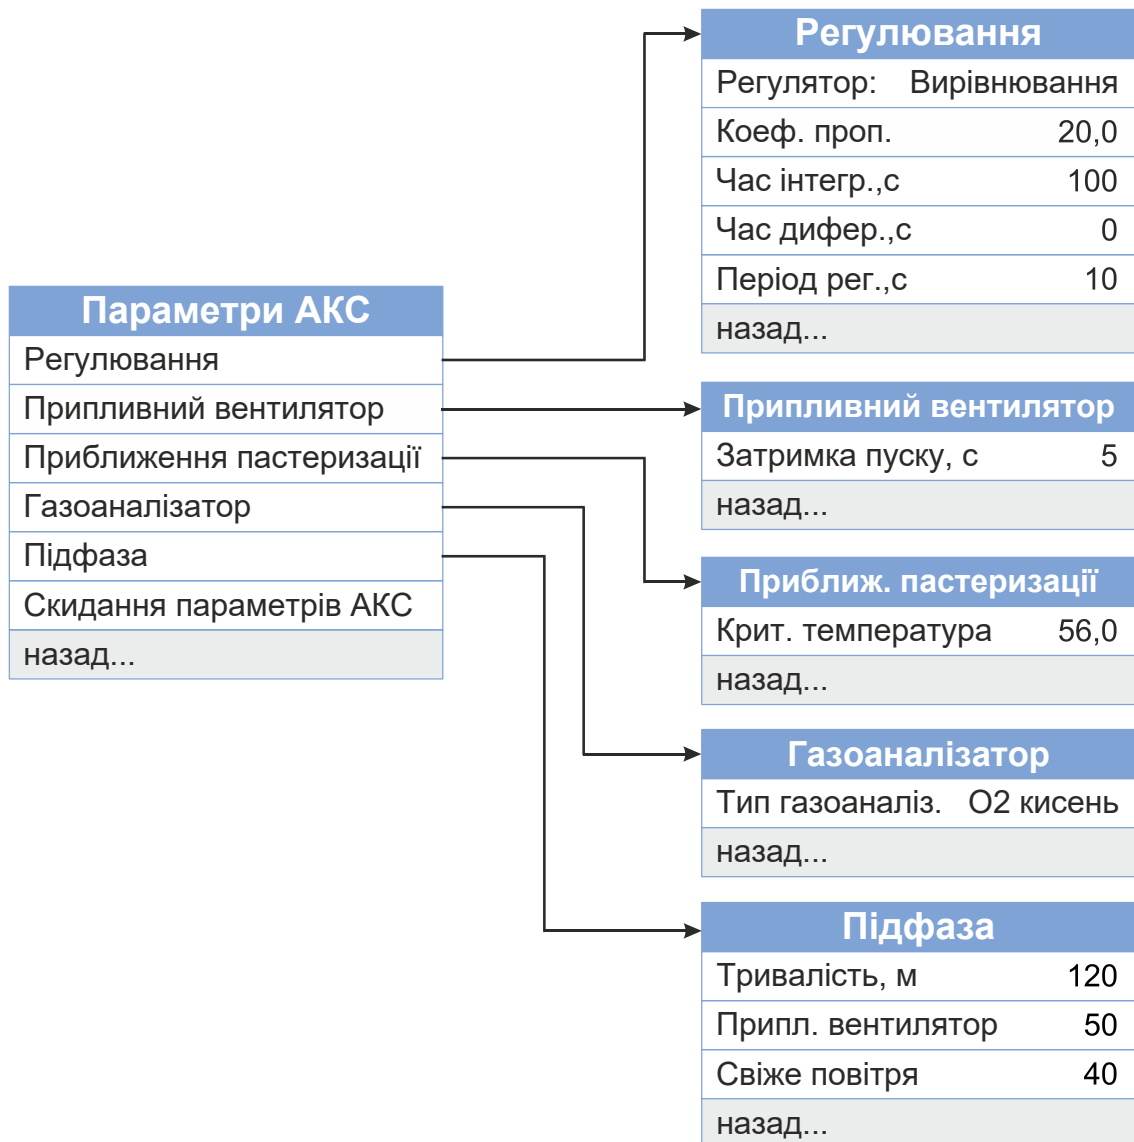 Параметри АКС
Регулювання
Припливний вентилятор
Приближення пастеризації
Газоаналізатор
Підфаза
Скидання параметрів АКС
назад...
Регулювання
Регулятор: Вирівнювання
Коеф. проп. 20,0
Час інтегр.,с 100
Час дифер.,с 0
Період рег.,с 10
назад...
Припливний вентилятор
Затримка пуску, с 5
назад...
Приближ. пастеризації
Крит. температура 56,0
назад...
Газоаналізатор
Тип газоаналіз. О2 кисень
назад...
Підфаза
Тривалість, м 120
Припл. вентилятор 50
Свіже повітря 40
назад...